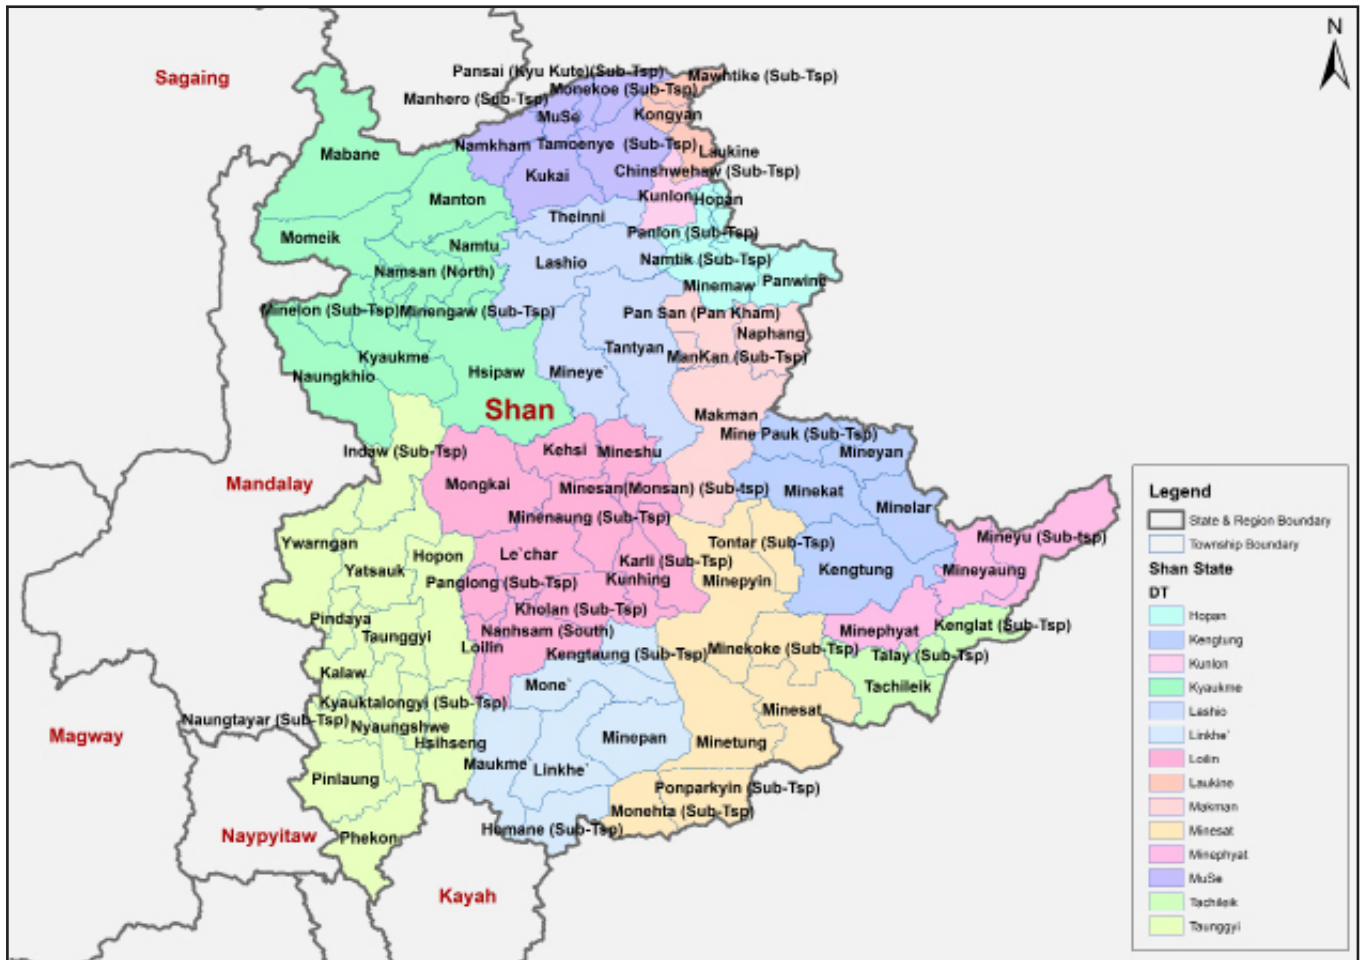 N
Sagaing
Pansai (Kyu Kute)(Sub-Tsp)
Mawhtike (Sub-Tsp)
Monekoe (Sub-Tsp)
Manhero (Sub-Tsp)
MuSe
Kongyan
Namkham
Tamoenye (Sub-Tsp)
Mabane
Laukine
Chinshwehaw (Sub-Tsp)
Kukai
Manton
Kunlon
Hopan
Theinni
Momeik
Namtu
Panlon (Sub-Tsp)
Lashio
Namtik (Sub-Tsp)
Namsan (North)
Minemaw
Panwine
Minelon (Sub-Tsp)
Minengaw (Sub-Tsp)
Pan San (Pan Kham)
Naphang
Tantyan
ManKan (Sub-Tsp)
Kyaukme
Naungkhio
Hsipaw
Mineye`
Shan
Makman
Mine Pauk (Sub-Tsp)
Indaw (Sub-Tsp)
Kehsi
Mineshu
Mineyan
Mandalay
Mongkai
Minesan(Monsan) (Sub-tsp)
Minekat
Minelar
Minenaung (Sub-Tsp)
Mineyu (Sub-tsp)
Ywarngan
Hopon
Le`char
Tontar (Sub-Tsp)
Yatsauk
Karli (Sub-Tsp)
Kengtung
Mineyaung
Panglong (Sub-Tsp)
Kunhing
Minepyin
Kholan (Sub-Tsp)
Pindaya
Taunggyi
Nanhsam (South)
Minephyat
Kenglat (Sub-Tsp)
Loilin
Kengtaung (Sub-Tsp)
Minekoke (Sub-Tsp)
Talay (Sub-Tsp)
Kalaw
Mone`
Tachileik
Kyauktalongyi (Sub-Tsp)
Naungtayar (Sub-Tsp)
Nyaungshwe
Minesat
Magway
Hsihseng
Minepan
Minetung
Maukme`
Linkhe`
Pinlaung
Ponparkyin (Sub-Tsp)
Monehta (Sub-Tsp)
Naypyitaw
Phekon
Homane (Sub-Tsp)
Kayah
Legend
State & Region Boundary
Township Boundary
Shan State
DT
Hopan
Kengtung
Kunlon
Kyaukme
Lashio
Linkhe`
Loilin
Laukine
Makman
Minesat
Minephyat
MuSe
Tachileik
Taunggyi